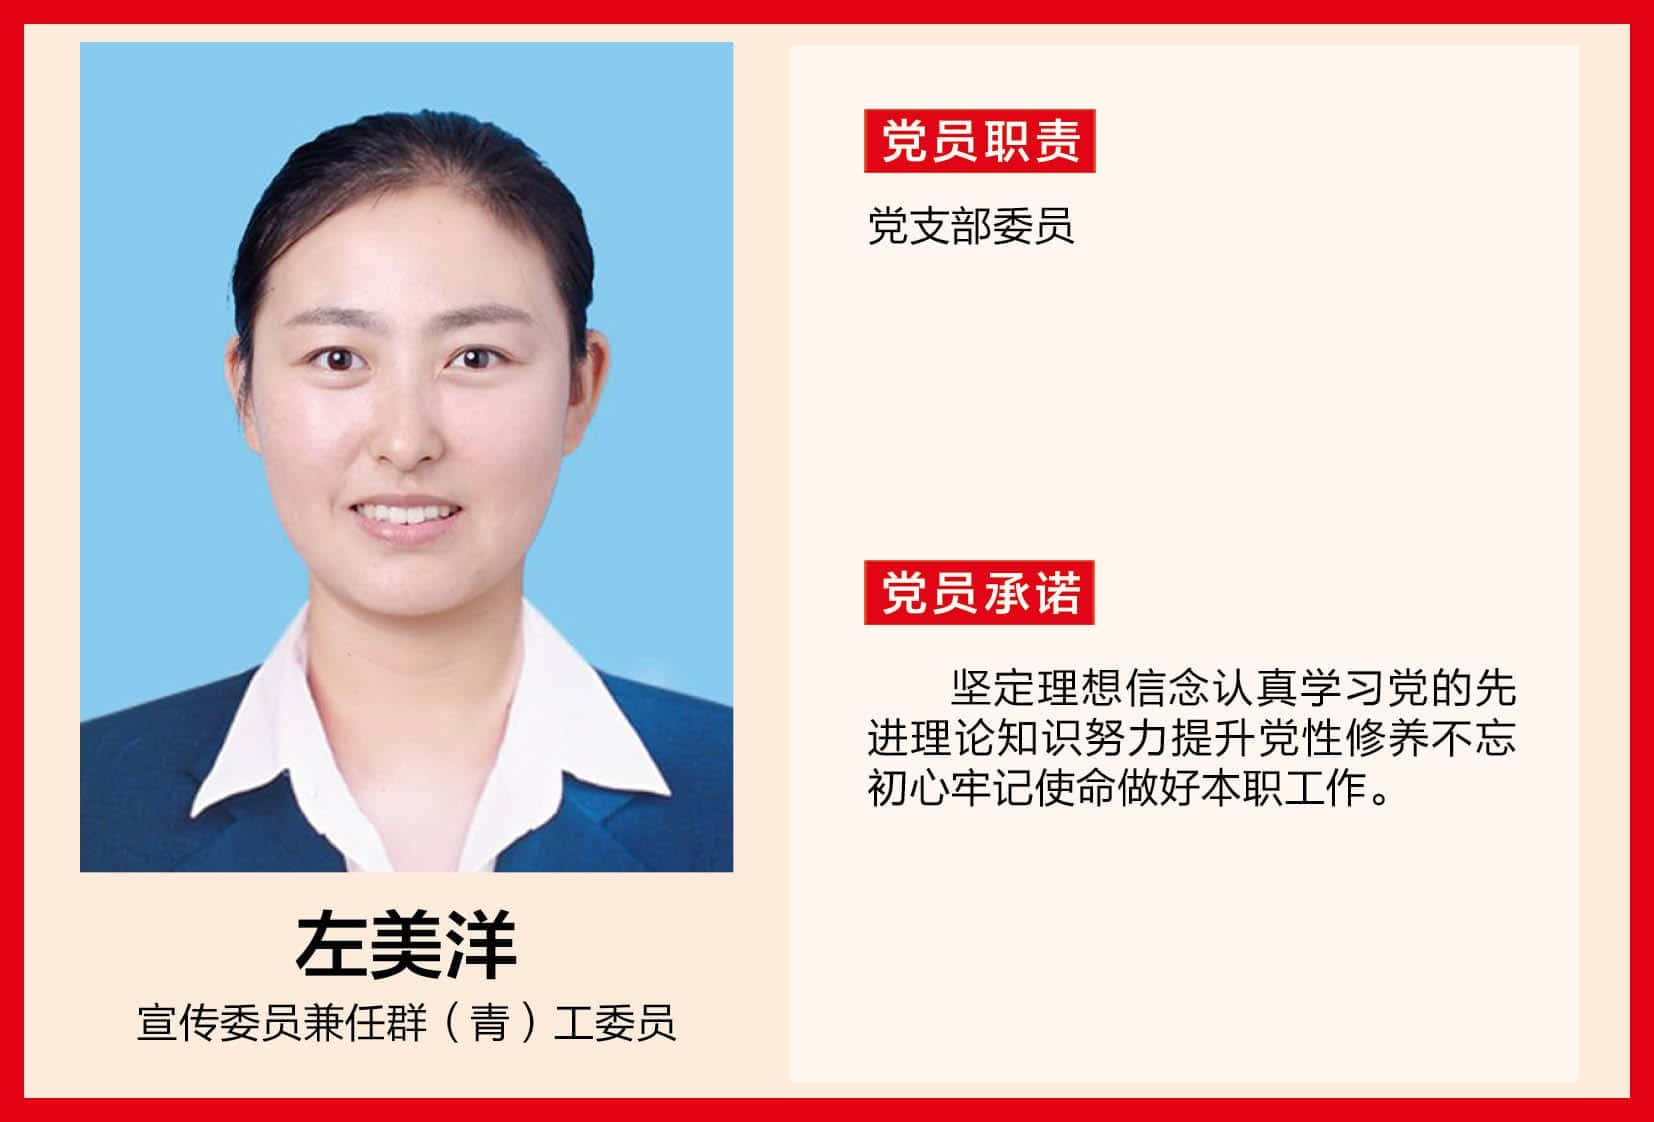 党员职责
党支部委员
党员承诺
坚定理想信念认真学习党的先
进理论知识努力提升党性修养不忘
初心牢记使命做好本职工作。
左美洋
宣传委员兼任群（青）工委员